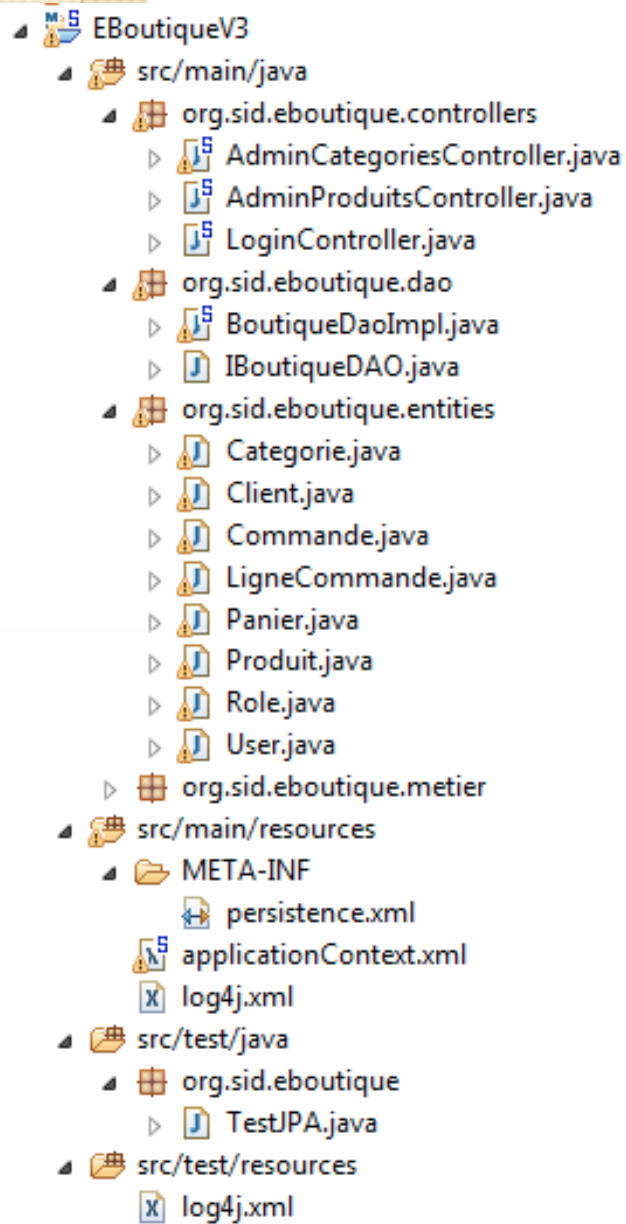 EBoutiqueV3
src/main/java
org.sid.eboutique.controllers
AdminCategoriesController.java
AdminProduitsController.java
LoginController.java
org.sid.eboutique.dao
BoutiqueDaoImpl.java
IBoutiqueDAO.java
org.sid.eboutique.entities
Categorie.java
Client.java
Commande.java
LigneCommande.java
Panier.java
Produit.java
Role.java
User.java
org.sid.eboutique.metier
src/main/resources
META-INF
persistence.xml
applicationContext.xml
log4j.xml
src/test/java
org.sid.eboutique
TestJPA.java
src/test/resources
log4j.xml